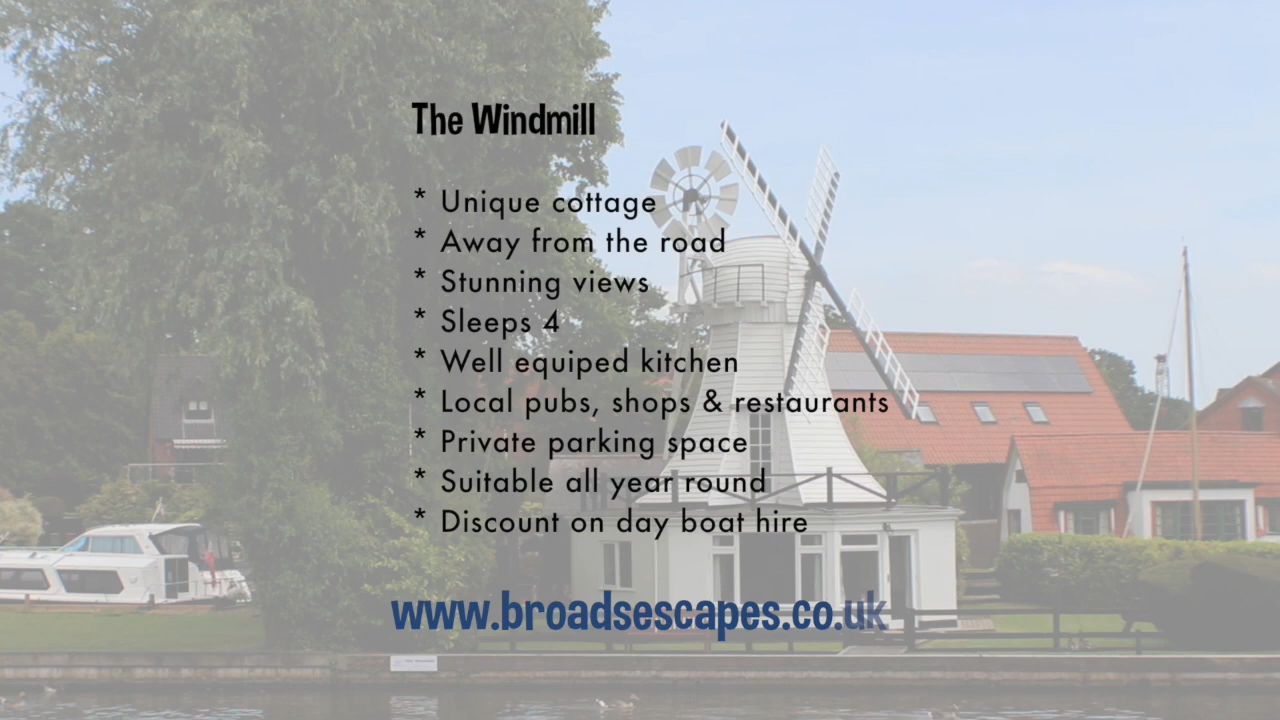 The Windmill
* Unique cottage
* Away from the road
* Stunning views
* Sleeps 4
* Well equiped kitchen
* Local pubs, shops & restaurants
* Private parking space
* Suitable all year round
* Discount on day boat hire
www.broadsescapes.co.uk